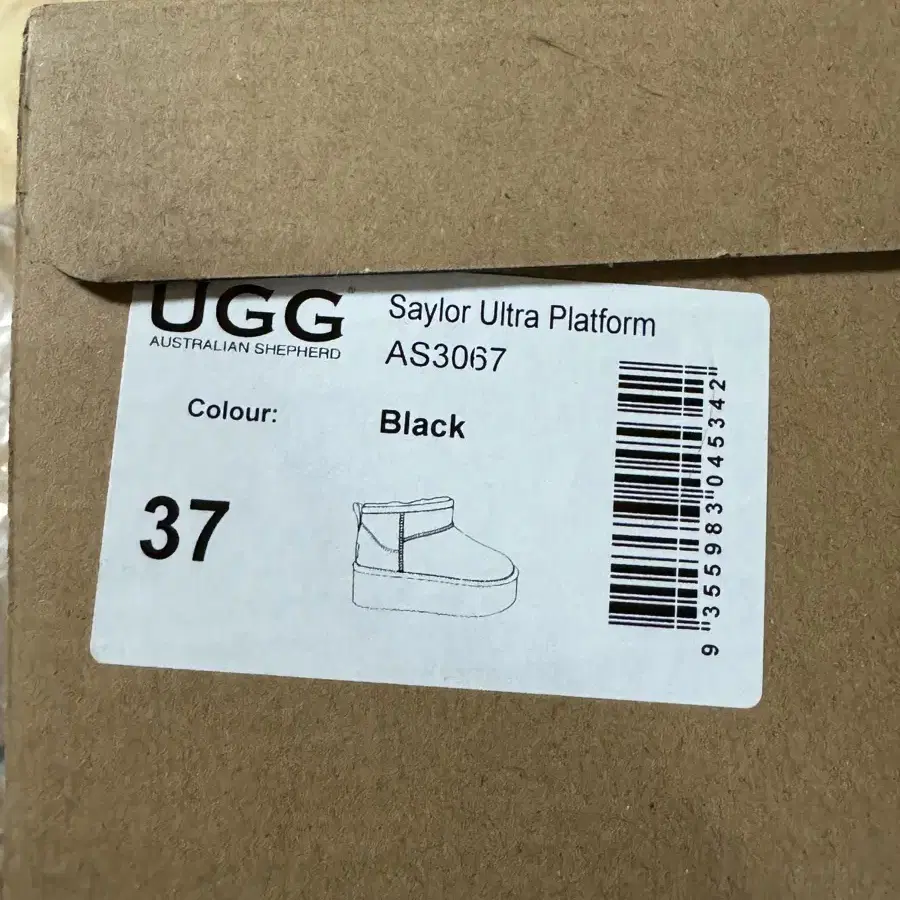 UGG
AUSTRALIAN SHEPHERD
Saylor Ultra Platform
AS3067
Colour:
Black
37
9 355983 045342